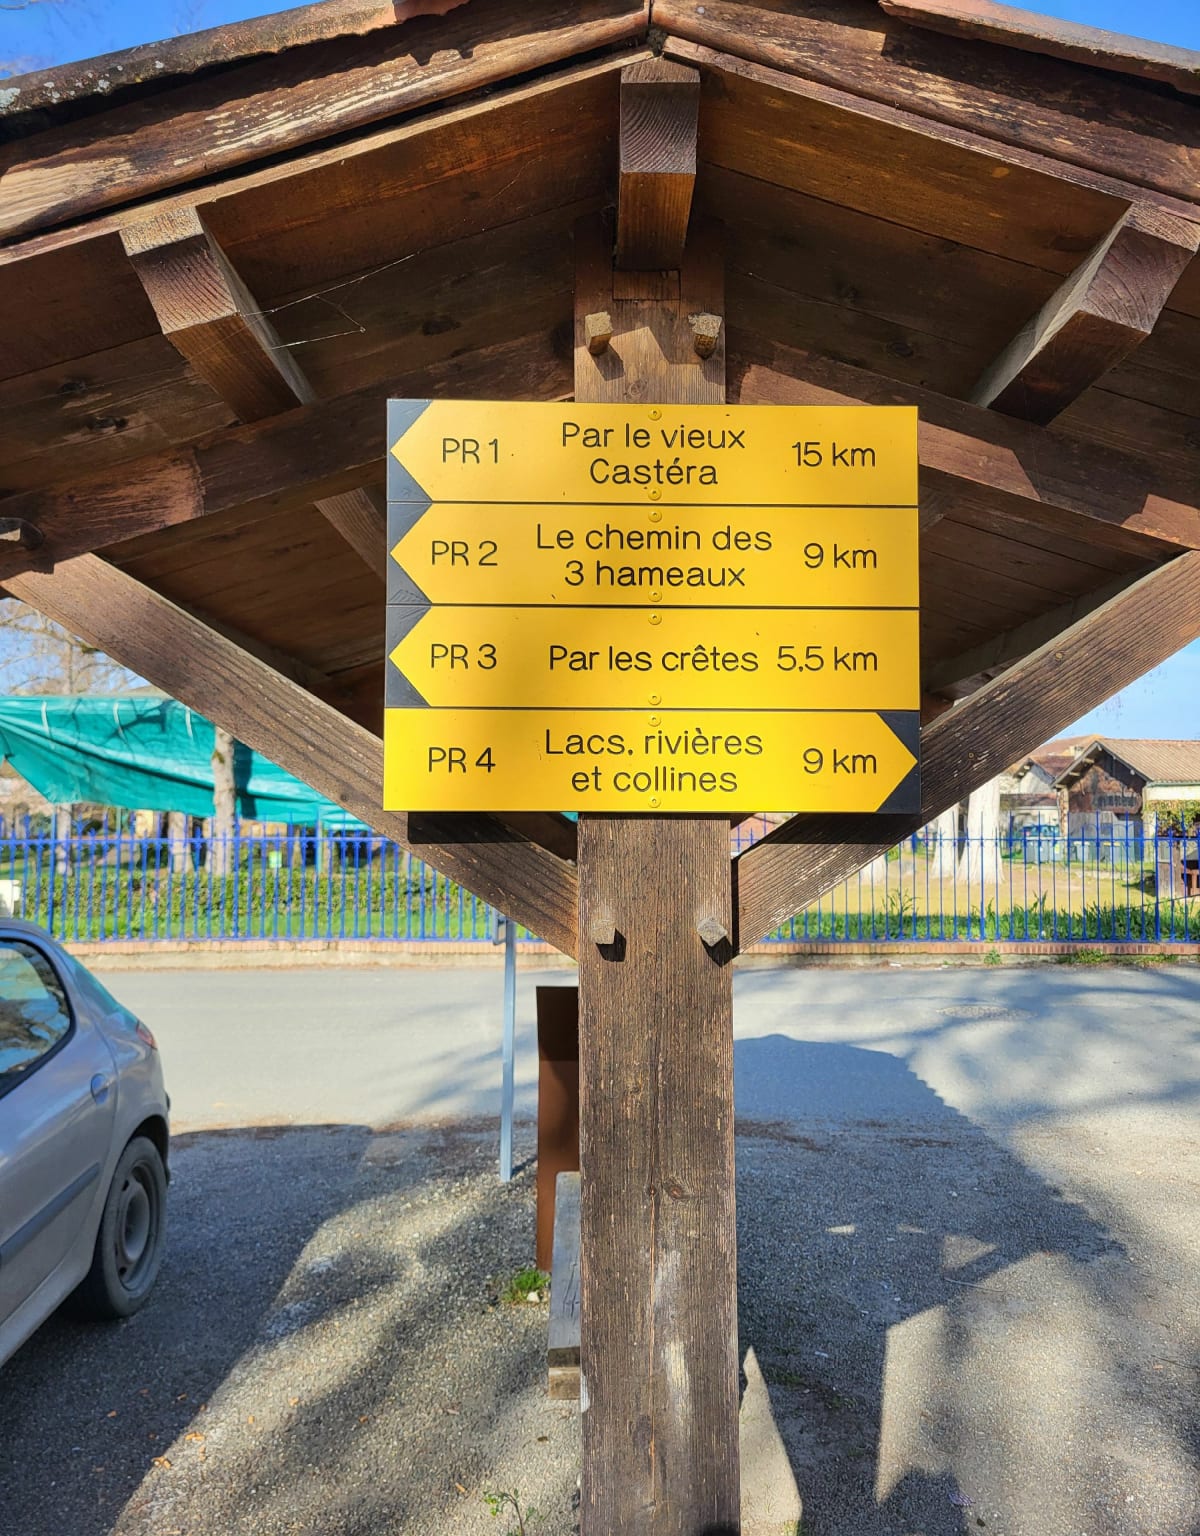 PR 1 Par le vieux Castéra 15 km
PR 2 Le chemin des 3 hameaux 9 km
PR 3 Par les crêtes 5,5 km
PR 4 Lacs, rivières et collines 9 km